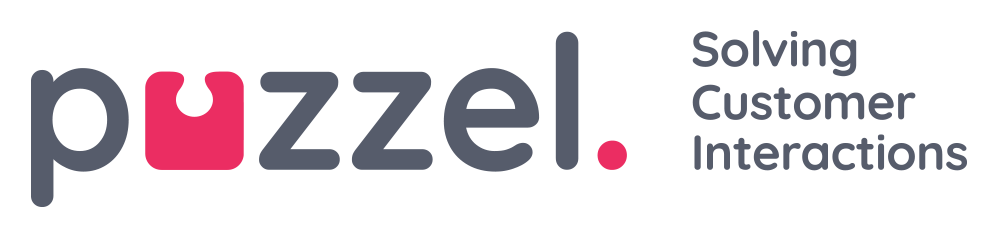 puzzel.
Solving
Customer
Interactions